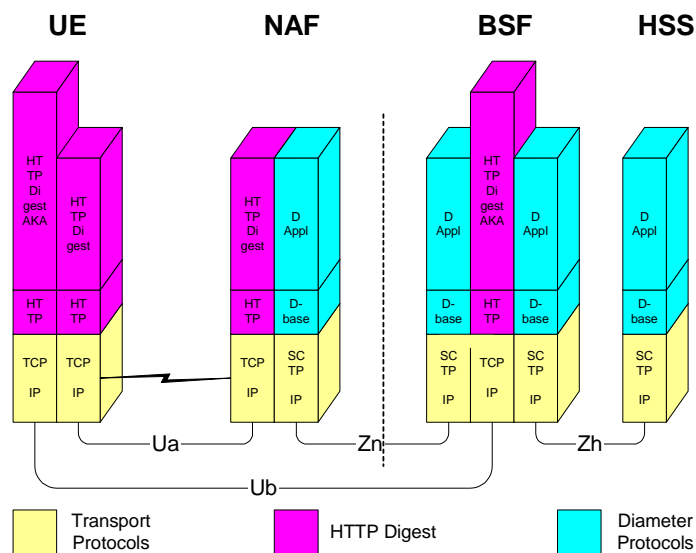 UE
NAF
BSF
HSS
HT
TP
Di
gest
AKA
HT
TP
Di
gest
HT
TP
Di
gest
D
Appl
D
Appl
HT
TP
Di
gest
AKA
D
Appl
D
Appl
HT
TP
HT
TP
HT
TP
D-
base
D-
base
HT
TP
D-
base
D-
base
TCP
IP
TCP
IP
TCP
IP
SC
TP
IP
SC
TP
IP
TCP
IP
SC
TP
IP
SC
TP
IP
Ua
Zn
Zh
Ub
Transport
Protocols
HTTP Digest
Diameter
Protocols